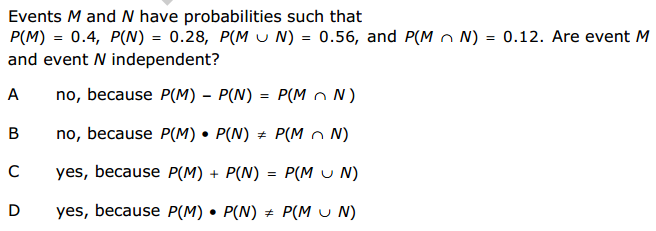 Events M and N have probabilities such that
P(M) = 0.4, P(N) = 0.28, P(M ∪ N) = 0.56, and P(M ∩ N) = 0.12. Are event M
and event N independent?
A no, because P(M) – P(N) = P(M ∩ N)
B no, because P(M) • P(N) ≠ P(M ∩ N)
C yes, because P(M) + P(N) = P(M ∪ N)
D yes, because P(M) • P(N) ≠ P(M ∪ N)